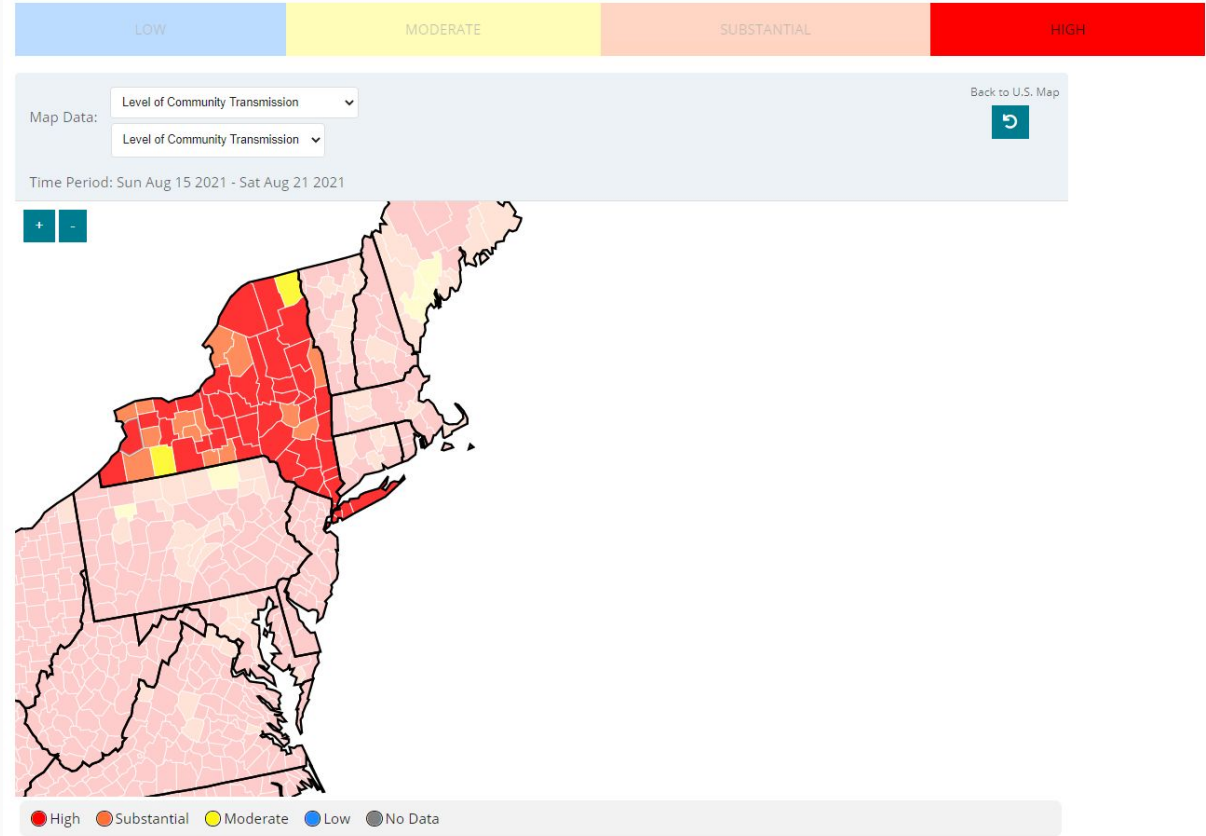 LOW MODERATE SUBSTANTIAL HIGH
Back to U.S. Map
Map Data:
Level of Community Transmission
Level of Community Transmission
Time Period: Sun Aug 15 2021 - Sat Aug 21 2021
+ -
High Substantial Moderate Low No Data